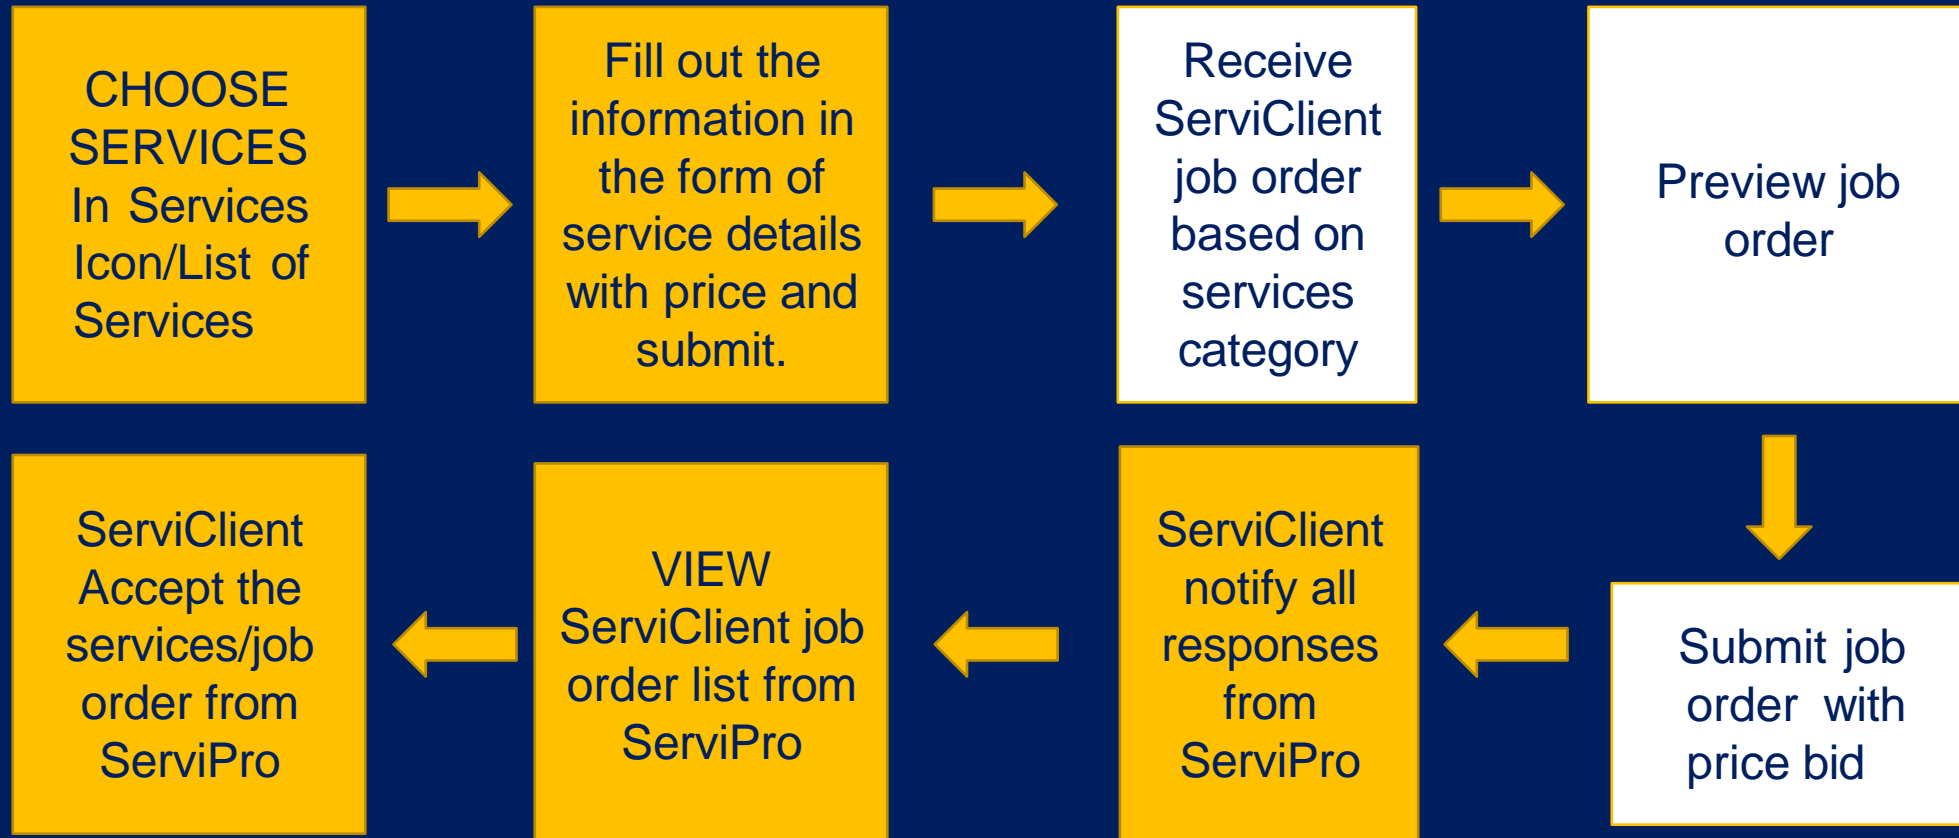 CHOOSE
SERVICES
In Services
Icon/List of
Services
Fill out the
information in
the form of
service details
with price and
submit.
Receive
ServiClient
job order
based on
services
category
Preview job
order
Submit job
order with
price bid
ServiClient
notify all
responses
from
ServiPro
VIEW
ServiClient job
order list from
ServiPro
ServiClient
Accept the
services/job
order from
ServiPro